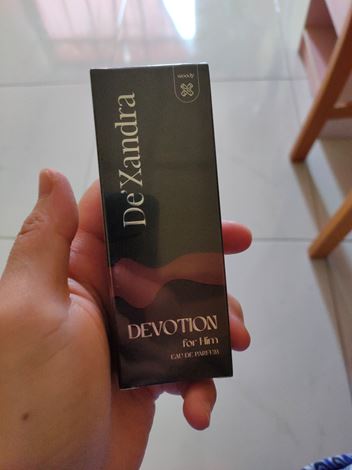 woody
De'Xandra
DEVOTION
for Him
EAU DE PARFUM